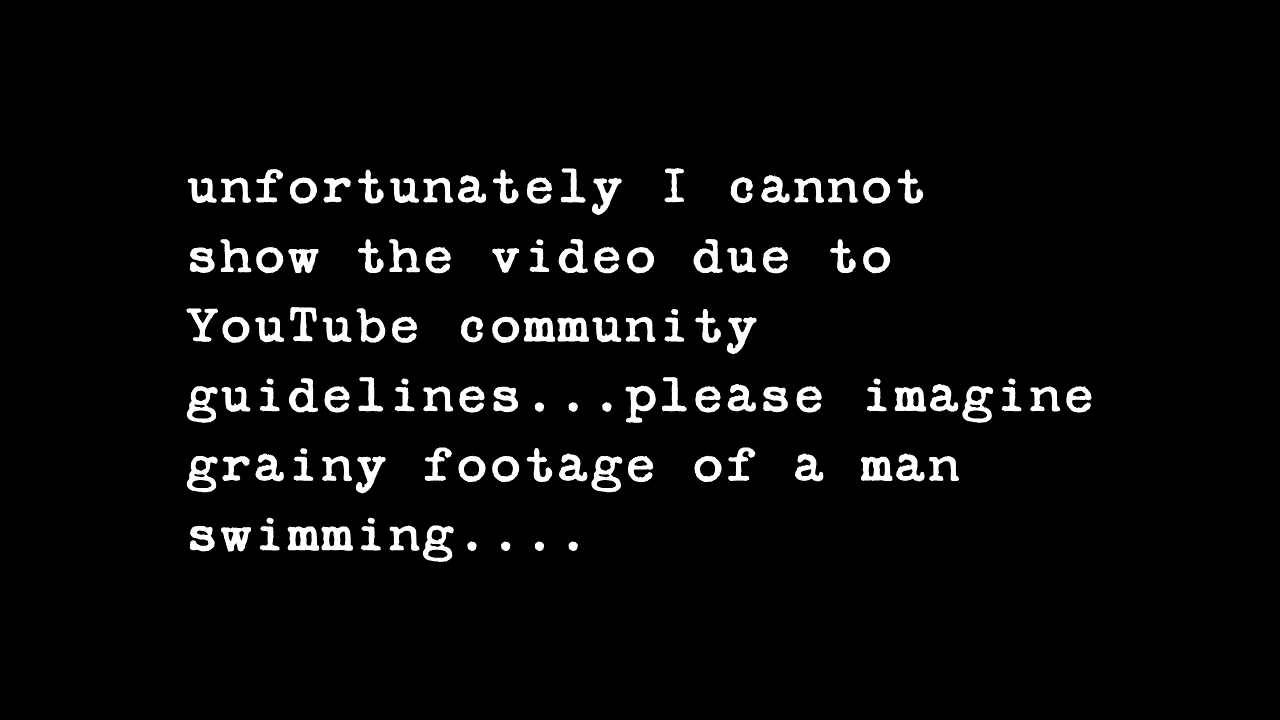 unfortunately I cannot
show the video due to
YouTube community
guidelines...please imagine
grainy footage of a man
swimming....